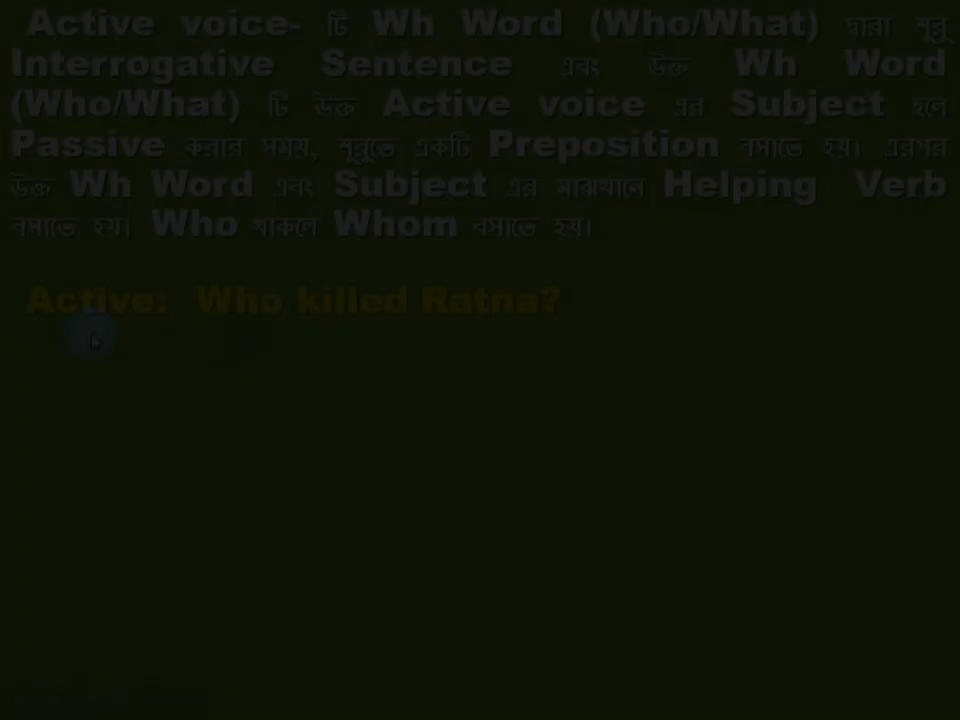 Active voice- টি Wh Word (Who/What) দ্বারা শুরু
Interrogative Sentence এবং উক্ত Wh Word
(Who/What) টি উক্ত Active voice এর Subject হলে
Passive করার সময়, শুরুতে একটি Preposition বসাতে হয়। এরপর
উক্ত Wh Word এবং Subject এর মাঝখানে Helping Verb
বসাতে হয়। Who থাকলে Whom বসাতে হয়।
Active: Who killed Ratna?